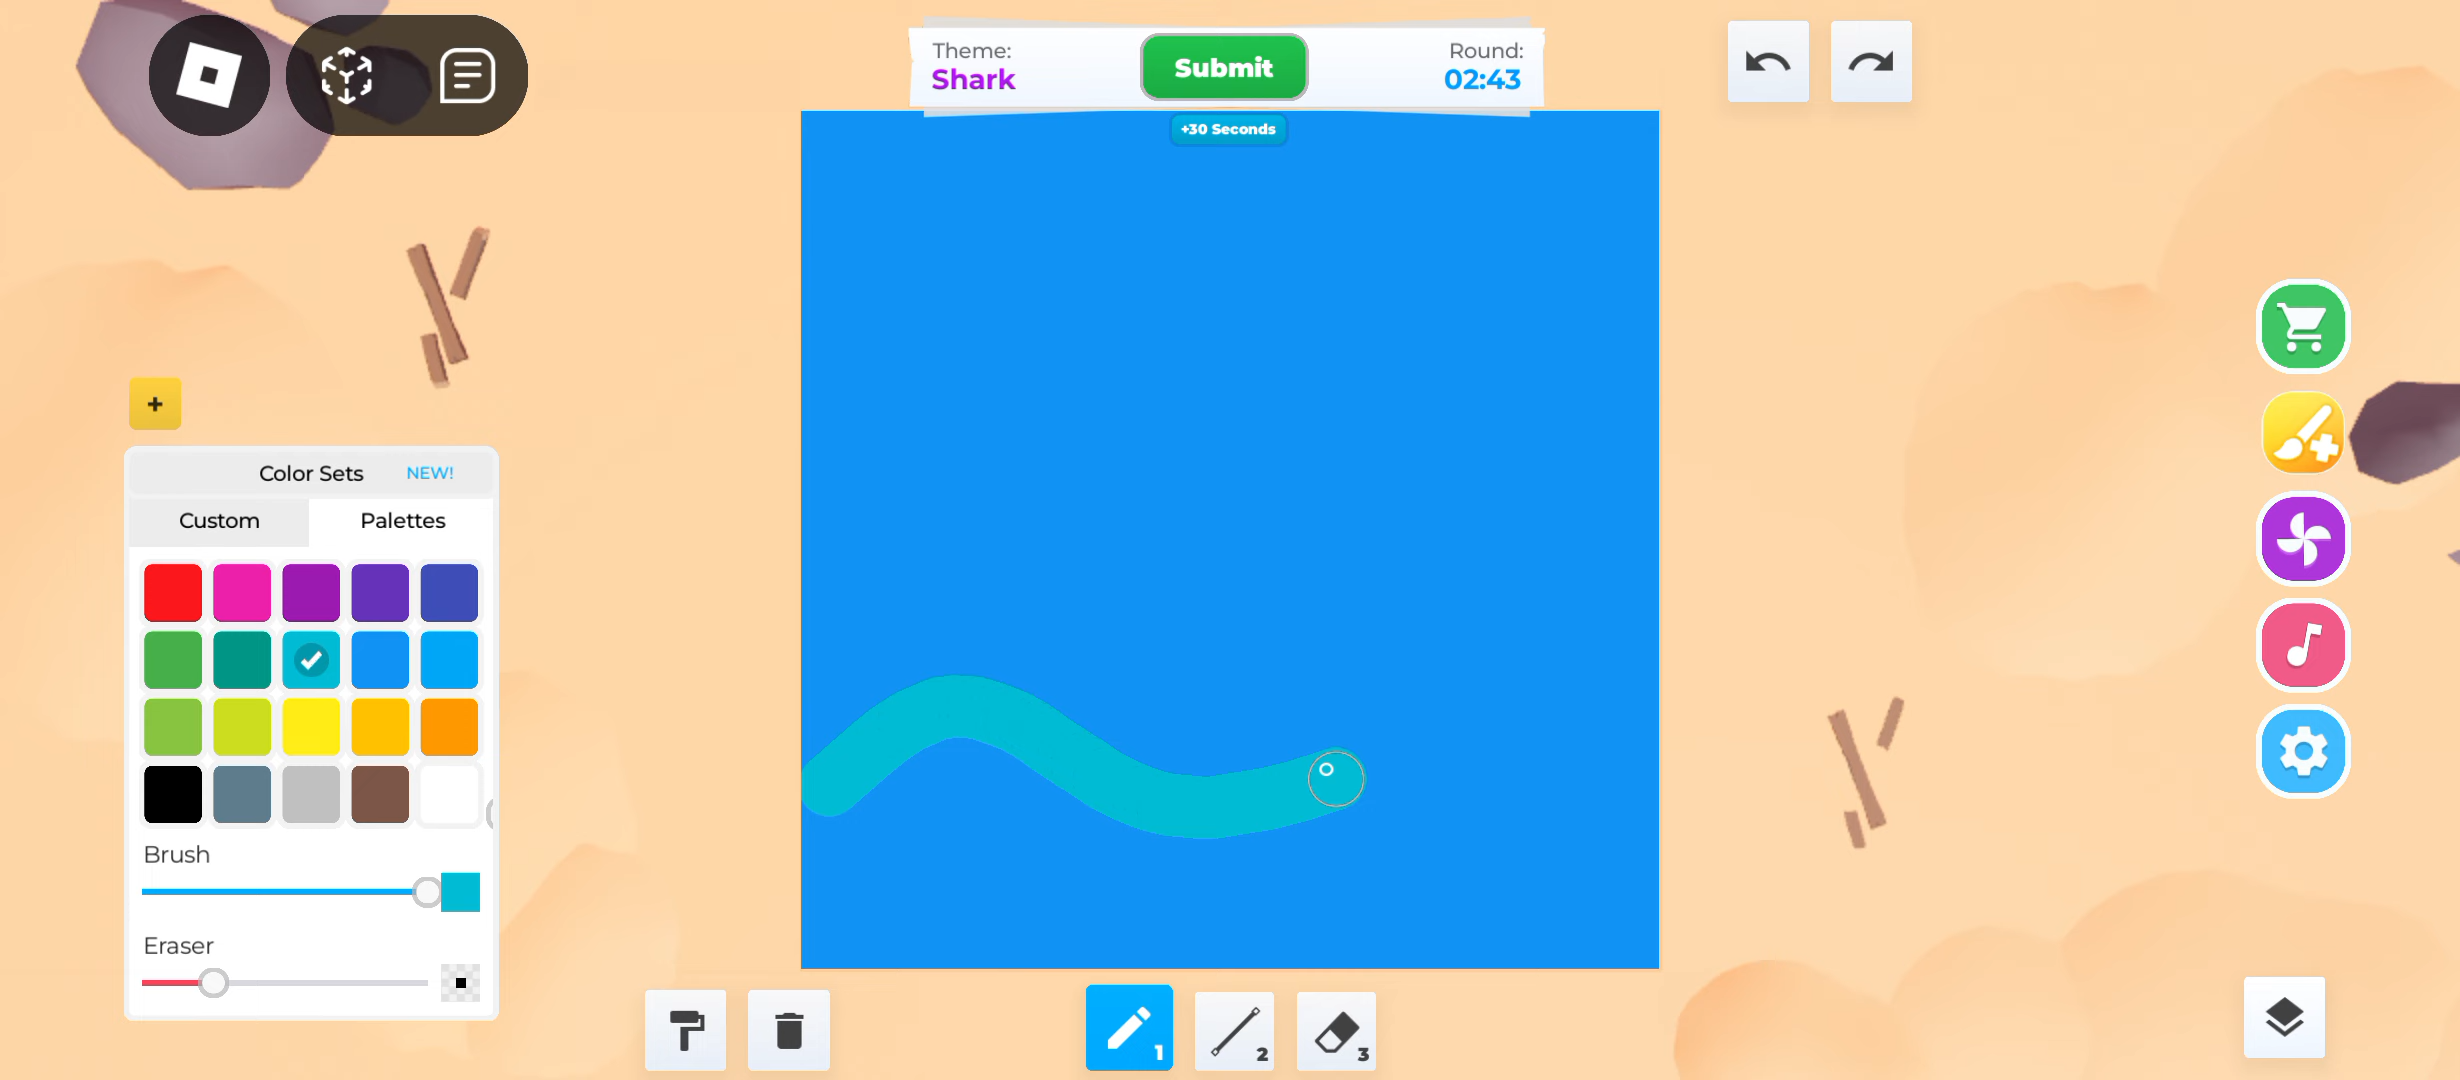 Theme:
Shark
Submit
Round:
02:43
+30 Seconds
+
Color Sets NEW!
Custom Palettes
Brush
Eraser
1
2
3